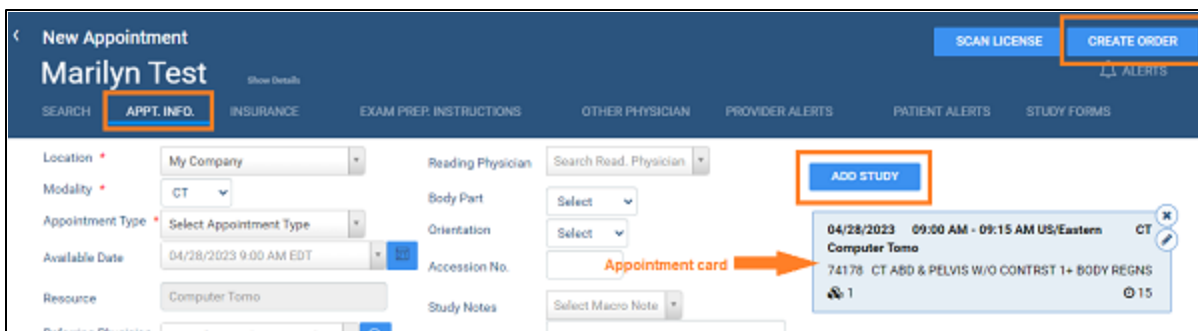 New Appointment
SCAN LICENSE
CREATE ORDER
Marilyn Test
Show Details
ALERTS
SEARCH
APPT. INFO.
INSURANCE
EXAM PREP. INSTRUCTIONS
OTHER PHYSICIAN
PROVIDER ALERTS
PATIENT ALERTS
STUDY FORMS
Location *
My Company
Modality *
CT
Appointment Type *
Select Appointment Type
Available Date
04/28/2023 9:00 AM EDT
Resource
Computer Tomo
Referring Physician
Reading Physician
Search Read. Physician
Body Part
Select
Orientation
Select
Accession No.
Study Notes
Select Macro Note
Appointment card
ADD STUDY
04/28/2023 09:00 AM - 09:15 AM US/Eastern CT
Computer Tomo
74178 CT ABD & PELVIS W/O CONTRST 1+ BODY REGNS
1
15